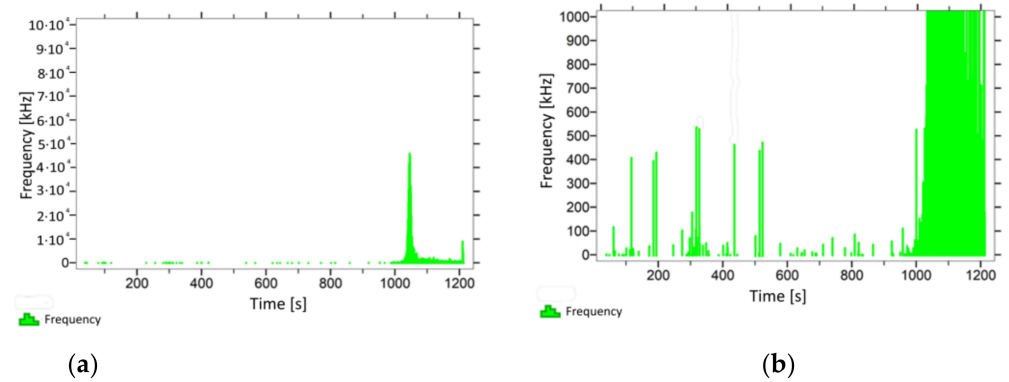 10·10⁴
9·10⁴
8·10⁴
7·10⁴
6·10⁴
5·10⁴
4·10⁴
3·10⁴
2·10⁴
1·10⁴
0
Frequency [kHz]
200 400 600 800 1000 1200
Time [s]
Frequency
(a)
1000
900
800
700
600
500
400
300
200
100
0
Frequency [kHz]
200 400 600 800 1000 1200
Time [s]
Frequency
(b)